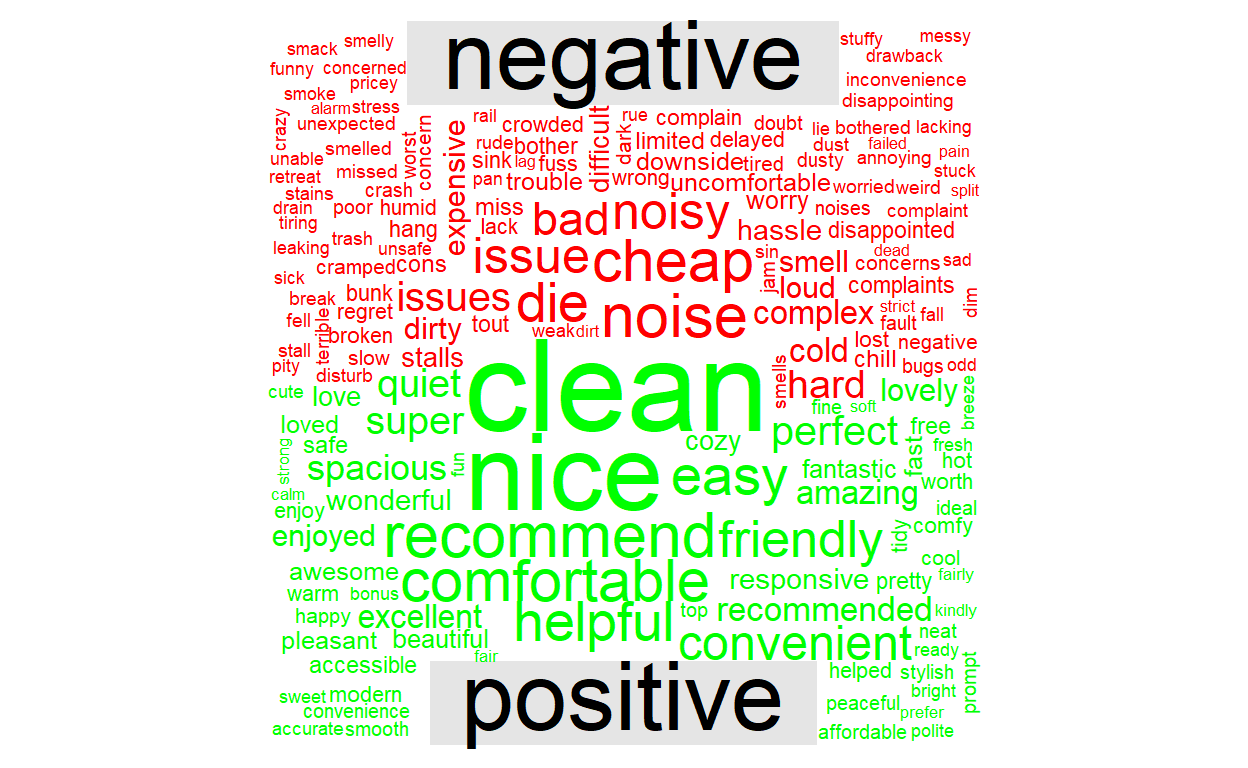 negative
smack smelly stuffy messy
drawback
funny concerned
pricey inconvenience
smoke disappointing
alarm stress
crazy unexpected rail crowded rue complain doubt lie bothered lacking
worst concern expensive rude bother difficult dark limited delayed dust failed
unable smelled sink lag fuss downside tired dusty annoying pain
retreat missed pan trouble wrong uncomfortable worried weird stuck split
stains crash
drain poor humid miss bad noisy worry noises complaint
tiring hang lack hassle disappointed
leaking trash unsafe issue cheap sin dead
sick cramped cons jam smell concerns sad
break bunk issues die loud complaints dim
fell regret noise complex strict fall
terrible broken dirty tout weak dirt fault
stall slow stalls cold lost negative
pity disturb smells hard chill bugs odd
cute love quiet clean fine soft lovely breeze
loved super perfect free
strong safe cozy fast fresh
spacious fun nice easy fantastic hot
calm wonderful amazing worth
enjoy ideal
enjoyed recommend friendly tidy comfy
cool
awesome comfortable responsive pretty fairly
warm bonus
happy excellent helpful top recommended kindly
pleasant beautiful convenient neat
fair ready
accessible helped stylish prompt
sweet modern bright
convenience peaceful prefer
accurate smooth affordable polite
positive